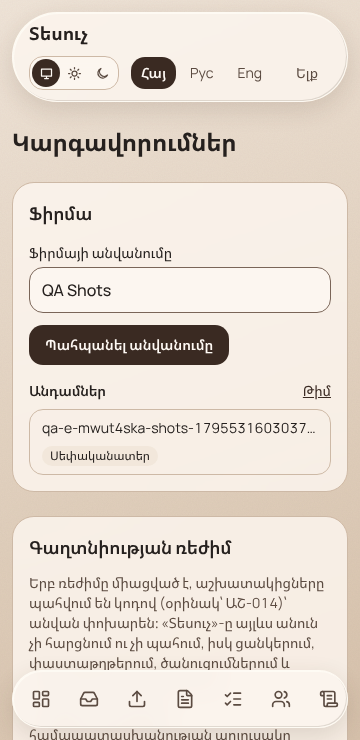 Տեսուչ
Հայ
Рус
Eng
Ելք
Կարգավորումներ
Ֆիրմա
Ֆիրմայի անվանումը
QA Shots
Պահպանել անվանումը
Անդամներ
Թիմ
qa-e-mwut4ska-shots-1795531603037…
Սեփականատեր
Գաղտնիության ռեժիմ
Երբ ռեժիմը միացված է, աշխատակիցները
պահվում են կոդով (օրինակ՝ ԱՇ-014)՝
անվան փոխարեն: «Տեսուչ»-ը այլևս անուն
չի հարցնում ու չի պահում, իսկ ցանկերում,
փաստաթղթերում, ծանուցումներում և